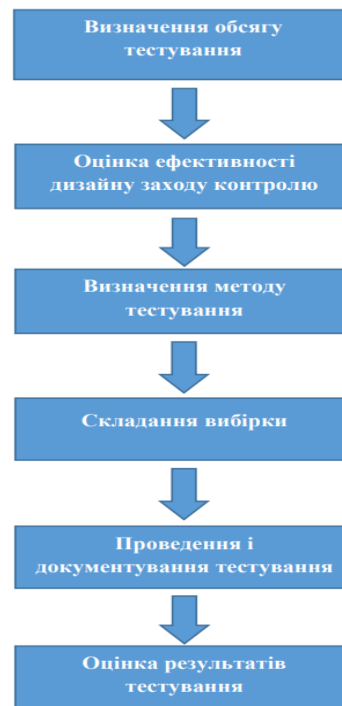 Визначення обсягу
тестування
Оцінка ефективності
дизайну заходу контролю
Визначення методу
тестування
Складання вибірки
Проведення і
документування тестування
Оцінка результатів
тестування